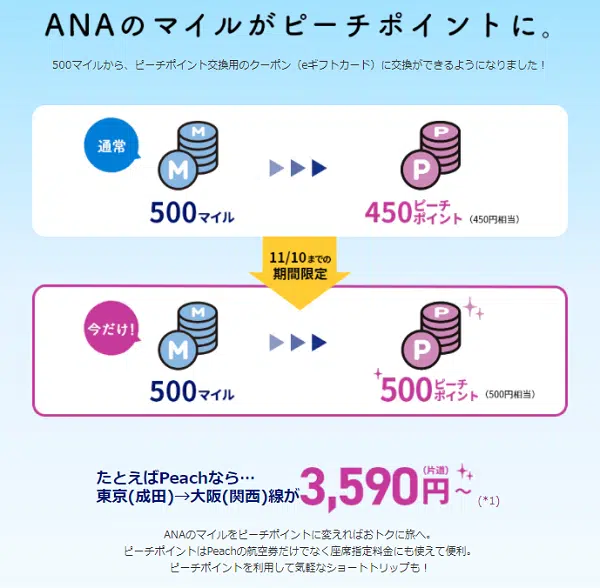 ANAのマイルがピーチポイントに。
500マイルから、ピーチポイント交換用のクーポン（eギフトカード）に交換ができるようになりました！
通常
M
M
P
P
500マイル
450ピーチポイント（450円相当）
11/10までの
期間限定
今だけ!
M
M
P
P
500マイル
500ピーチポイント（500円相当）
たとえばPeachなら…
東京(成田)→大阪(関西)線が3,590円(片道)～(*1)
ANAのマイルをピーチポイントに変えればおトクに旅へ。
ピーチポイントはPeachの航空券だけでなく座席指定料金にも使えて便利。
ピーチポイントを利用して気軽なショートトリップも！